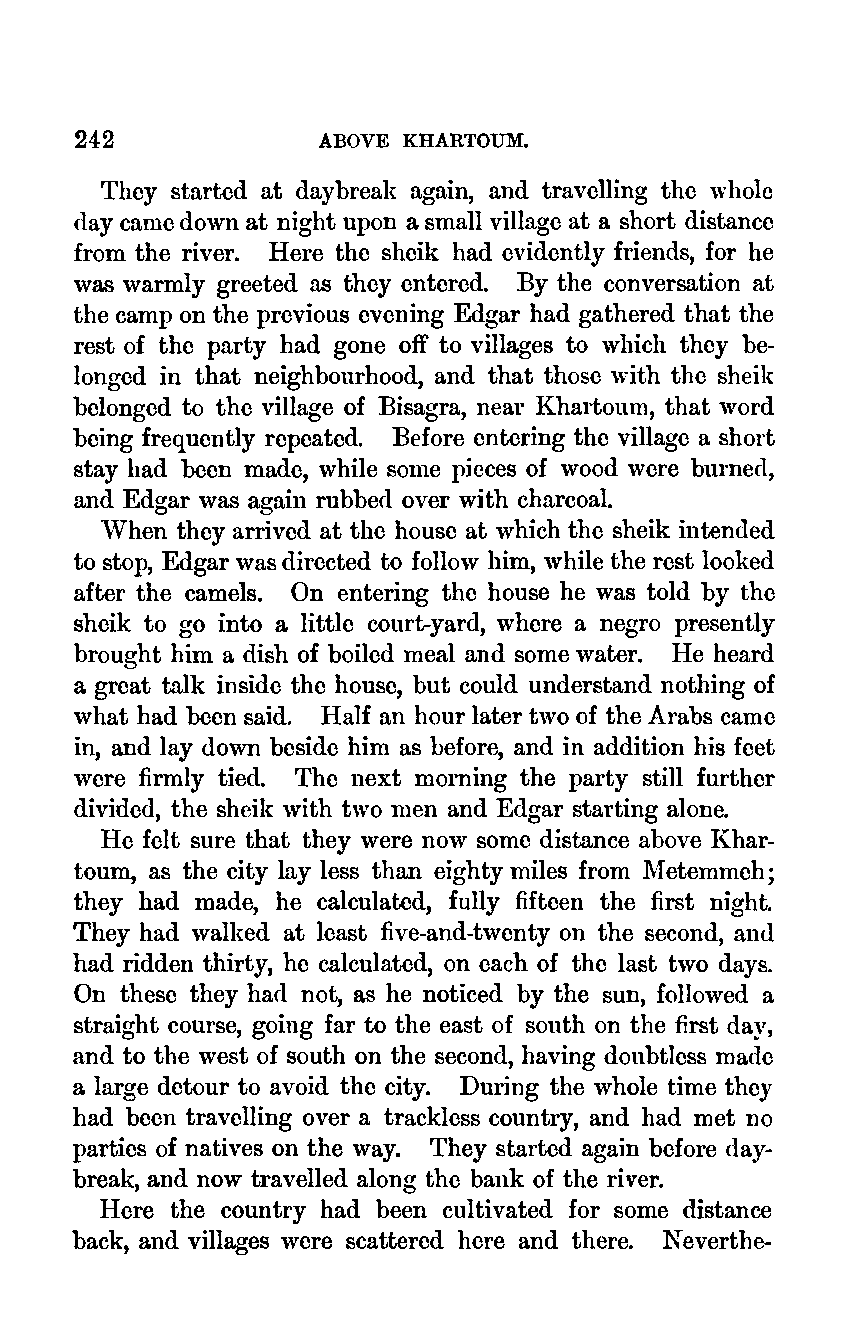 242 ABOVE KHARTOUM.
They started at daybreak again, and travelling the whole
day came down at night upon a small village at a short distance
from the river. Here the sheik had evidently friends, for he
was warmly greeted as they entered. By the conversation at
the camp on the previous evening Edgar had gathered that the
rest of the party had gone off to villages to which they be-
longed in that neighbourhood, and that those with the sheik
belonged to the village of Bisagra, near Khartoum, that word
being frequently repeated. Before entering the village a short
stay had been made, while some pieces of wood were burned,
and Edgar was again rubbed over with charcoal.
When they arrived at the house at which the sheik intended
to stop, Edgar was directed to follow him, while the rest looked
after the camels. On entering the house he was told by the
sheik to go into a little court-yard, where a negro presently
brought him a dish of boiled meal and some water. He heard
a great talk inside the house, but could understand nothing of
what had been said. Half an hour later two of the Arabs came
in, and lay down beside him as before, and in addition his feet
were firmly tied. The next morning the party still further
divided, the sheik with two men and Edgar starting alone.
He felt sure that they were now some distance above Khar-
toum, as the city lay less than eighty miles from Metemmeh;
they had made, he calculated, fully fifteen the first night.
They had walked at least five-and-twenty on the second, and
had ridden thirty, he calculated, on each of the last two days.
On these they had not, as he noticed by the sun, followed a
straight course, going far to the east of south on the first day,
and to the west of south on the second, having doubtless made
a large detour to avoid the city. During the whole time they
had been travelling over a trackless country, and had met no
parties of natives on the way. They started again before day-
break, and now travelled along the bank of the river.
Here the country had been cultivated for some distance
back, and villages were scattered here and there. Neverthe-